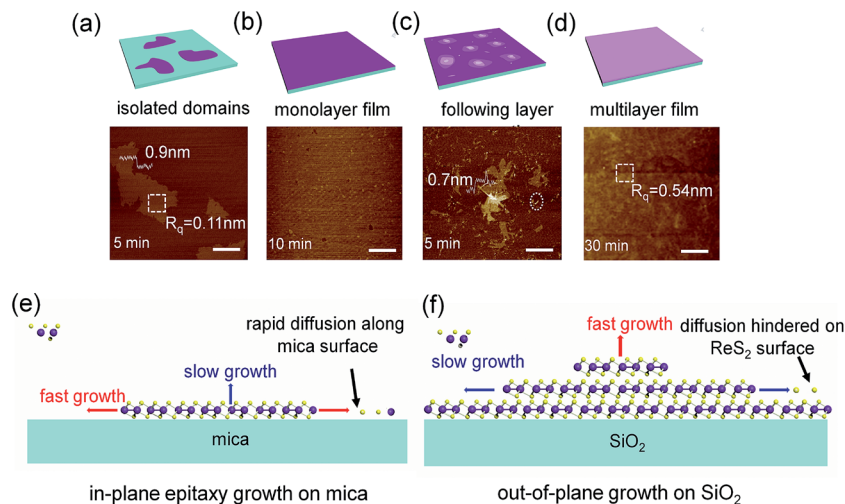 (a)
(b)
(c)
(d)
isolated domains
monolayer film
following layer
multilayer film
0.9nm
Rq=0.11nm
5 min
10 min
0.7nm
5 min
Rq=0.54nm
30 min
(e)
rapid diffusion along
mica surface
slow growth
fast growth
mica
in-plane epitaxy growth on mica
(f)
fast growth
diffusion hindered on
ReS2 surface
slow growth
SiO2
out-of-plane growth on SiO2